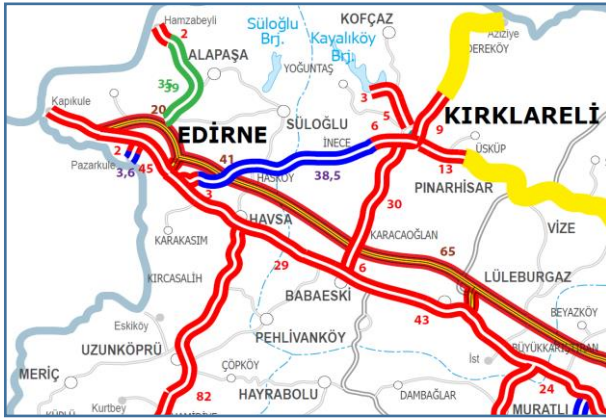 Hamzabeyli
2
KOFÇAZ
Aziziye
DEREKÖY
Süloğlu
Brj.
Kayalıköy
Brj.
ALAPAŞA
YOĞUNTAŞ
3
Kapıkule
20
EDİRNE
SÜLOĞLU
İNECE
6
5
9
KIRKLARELİ
ÜSKÜP
13
2
Pazarkule
3,6
45
41
HASKÖY
38,5
3
PINARHİSAR
HAVSA
30
KARAKASIM
KARACAOĞLAN
VİZE
65
29
6
KIRCASALİH
BABAESKİ
LÜLEBURGAZ
43
BEYAZKÖY
Eskiköy
PEHLİVANKÖY
UZUNKÖPRÜ
İst
BÜYÜKKARIŞTIRAN
ÇÖPKÖY
MERİÇ
82
HAYRABOLU
DAMBAĞLAR
24
MURATLI
Kurtbey